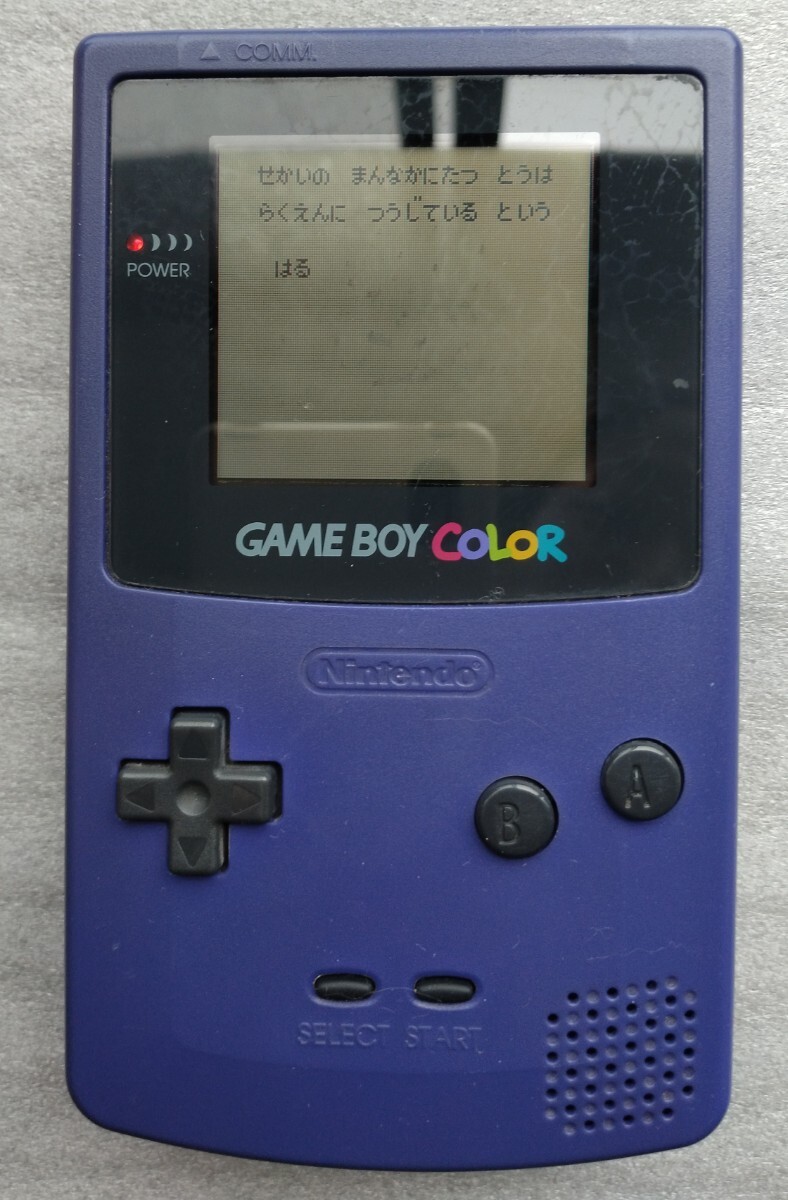 COMM.
せかいの まんなかにたつ とうは
らくえんに つうじている という
はる
POWER
GAME BOY COLOR
Nintendo®
B
A
SELECT START